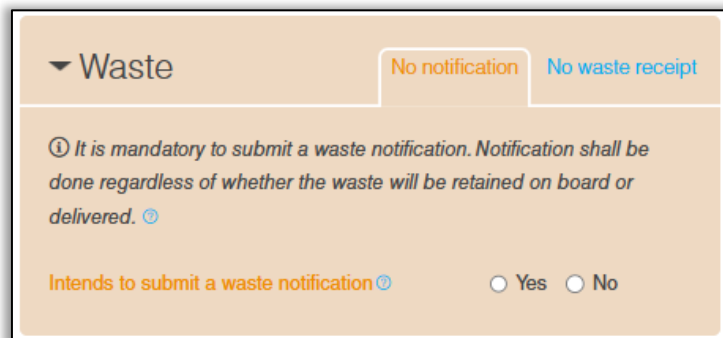 Waste
No notification
No waste receipt
It is mandatory to submit a waste notification. Notification shall be
done regardless of whether the waste will be retained on board or
delivered.
Intends to submit a waste notification
Yes
No